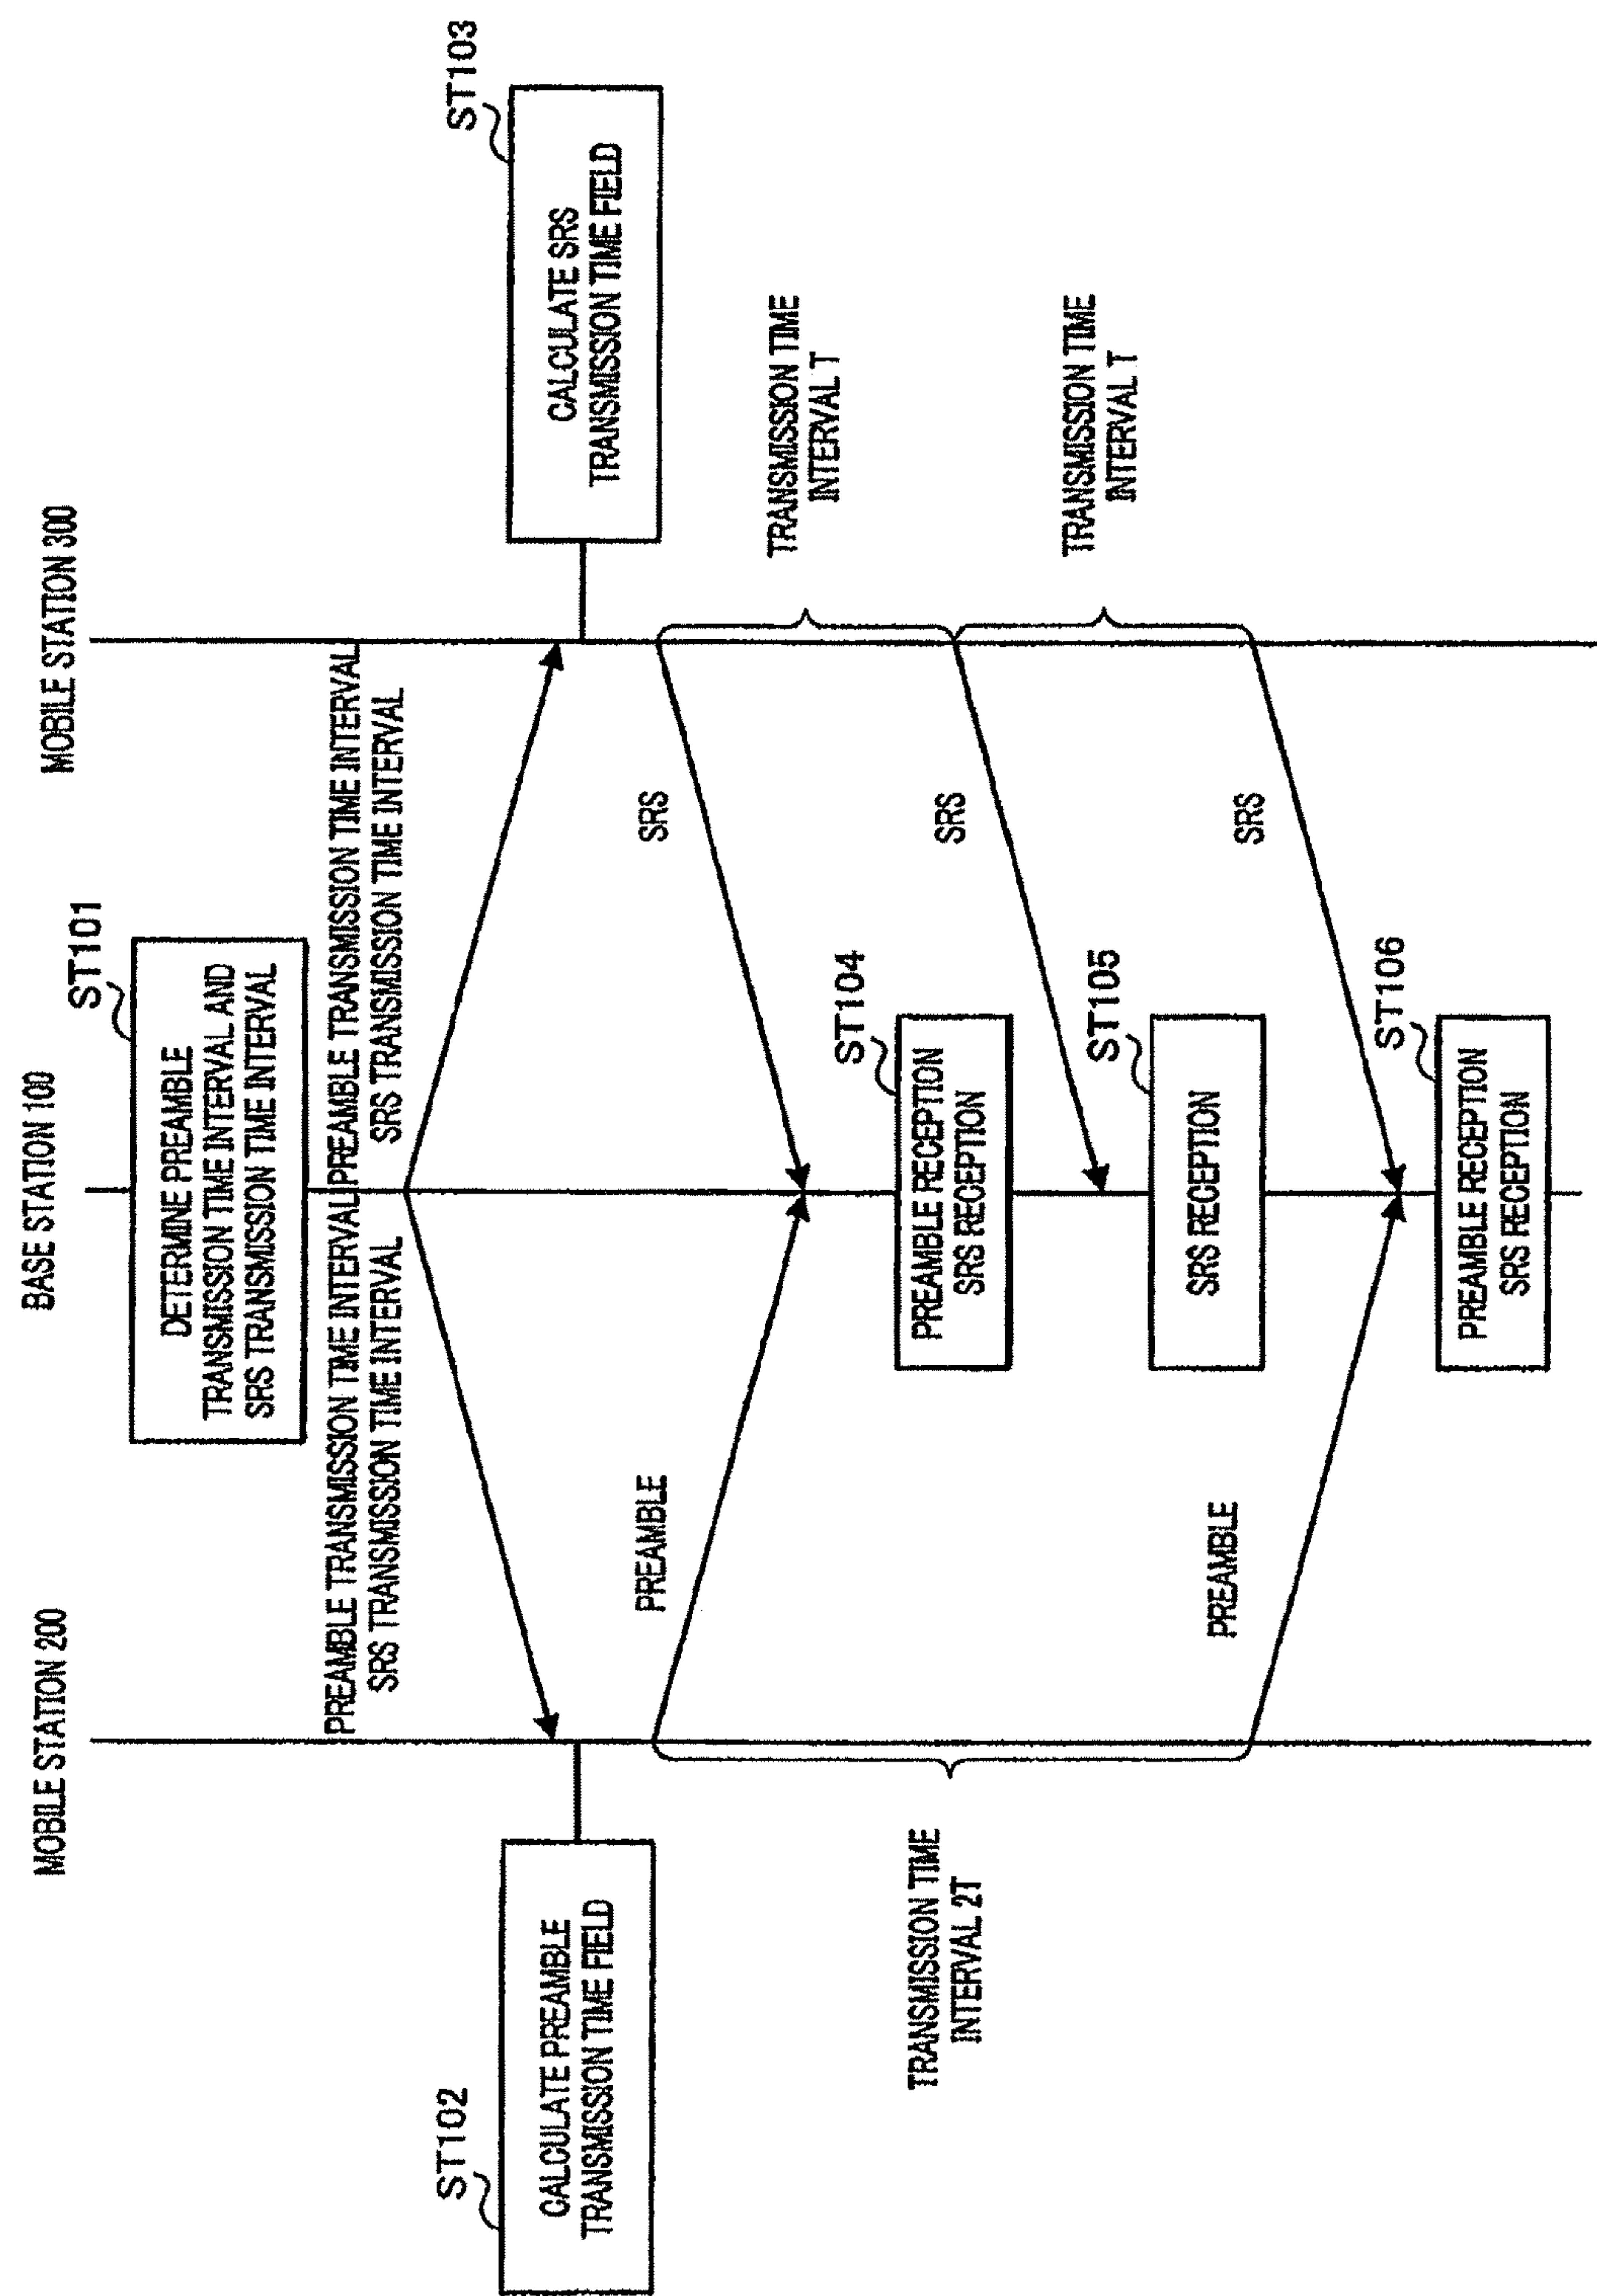 MOBILE STATION 200
BASE STATION 100
MOBILE STATION 300
ST101
DETERMINE PREAMBLE
TRANSMISSION TIME INTERVAL AND
SRS TRANSMISSION TIME INTERVAL
PREAMBLE TRANSMISSION TIME INTERVAL
SRS TRANSMISSION TIME INTERVAL
PREAMBLE TRANSMISSION TIME INTERVAL
SRS TRANSMISSION TIME INTERVAL
ST102
CALCULATE PREAMBLE
TRANSMISSION TIME FIELD
ST103
CALCULATE SRS
TRANSMISSION TIME FIELD
PREAMBLE
SRS
TRANSMISSION TIME
INTERVAL T
ST104
PREAMBLE RECEPTION
SRS RECEPTION
TRANSMISSION TIME
INTERVAL 2T
SRS
TRANSMISSION TIME
INTERVAL T
ST105
SRS RECEPTION
PREAMBLE
SRS
ST106
PREAMBLE RECEPTION
SRS RECEPTION